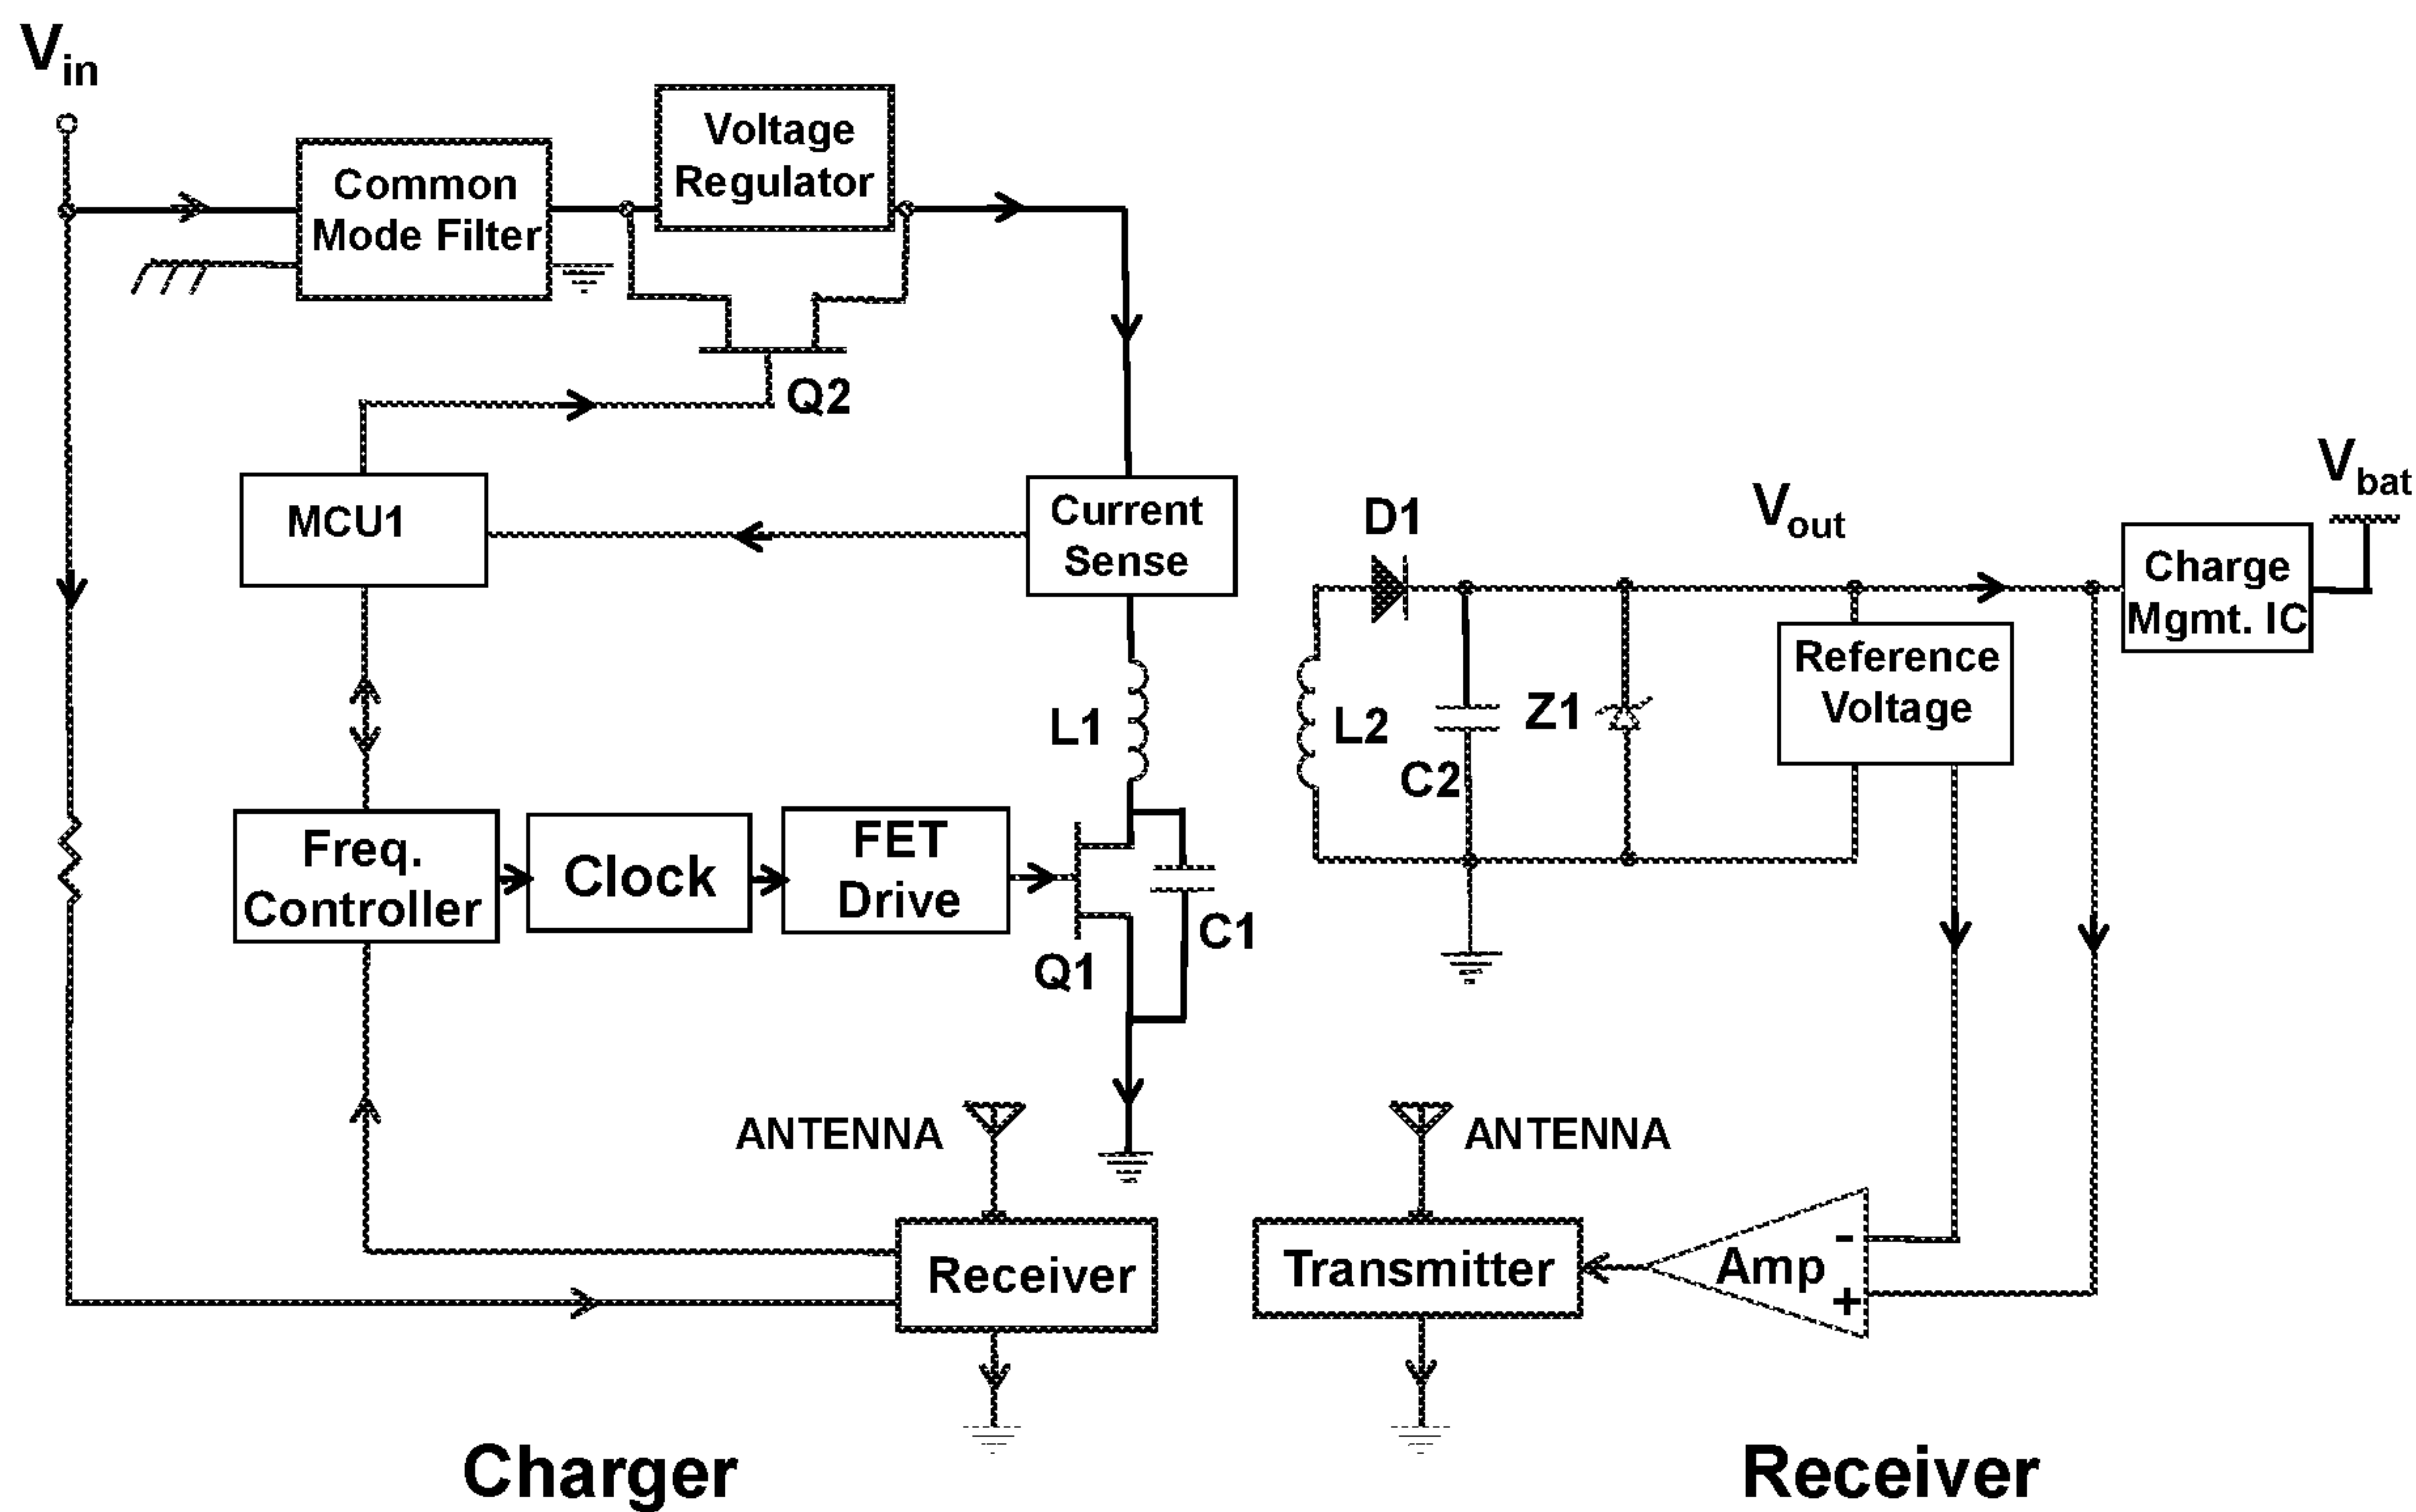 Vin
Voltage
Regulator
Common
Mode Filter
Q2
MCU1
Current
Sense
D1
Vout
Vbat
Charge
Mgmt. IC
Reference
Voltage
L1
L2
C2
Z1
Freq.
Controller
Clock
FET
Drive
Q1
C1
ANTENNA
ANTENNA
Receiver
Transmitter
Amp
-
+
Charger
Receiver